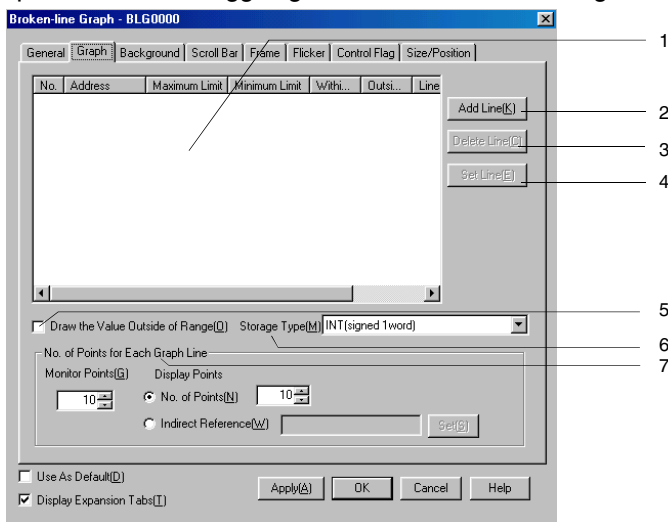 Broken-line Graph - BLG0000
General Graph Background Scroll Bar Frame Flicker Control Flag Size/Position
1
No. Address Maximum Limit Minimum Limit Withi... Outsi... Line
Add Line(K)
2
Delete Line(C)
3
Set Line(E)
4
5
Draw the Value Outside of Range(O) Storage Type(M) INT(signed 1word)
6
No. of Points for Each Graph Line
7
Monitor Points(G) Display Points
10 No. of Points(N) 10
Indirect Reference(W) Set(S)
Use As Default(D)
Display Expansion Tabs(T)
Apply(A) OK Cancel Help